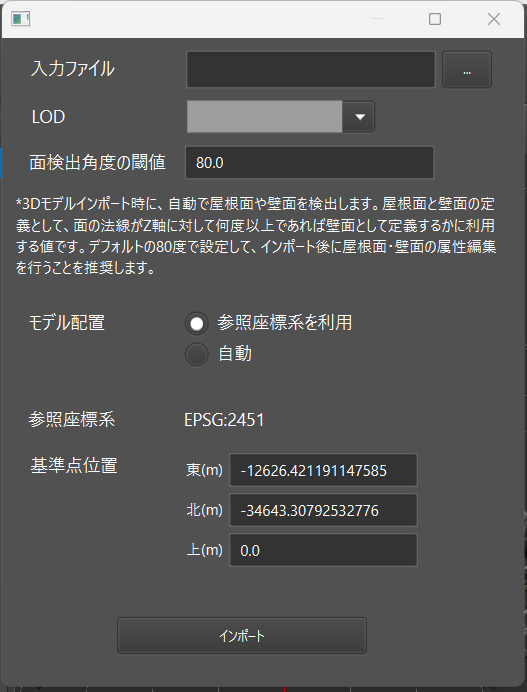 入力ファイル
...
LOD
面検出角度の閾値
80.0
*3Dモデルインポート時に、自動で屋根面や壁面を検出します。屋根面と壁面の定
義として、面の法線がZ軸に対して何度以上であれば壁面として定義するかに利用
する値です。デフォルトの80度で設定して、インポート後に屋根面・壁面の属性編集
を行うことを推奨します。
モデル配置
参照座標系を利用
自動
参照座標系
EPSG:2451
基準点位置
東(m)
-12626.421191147585
北(m)
-34643.30792532776
上(m)
0.0
インポート